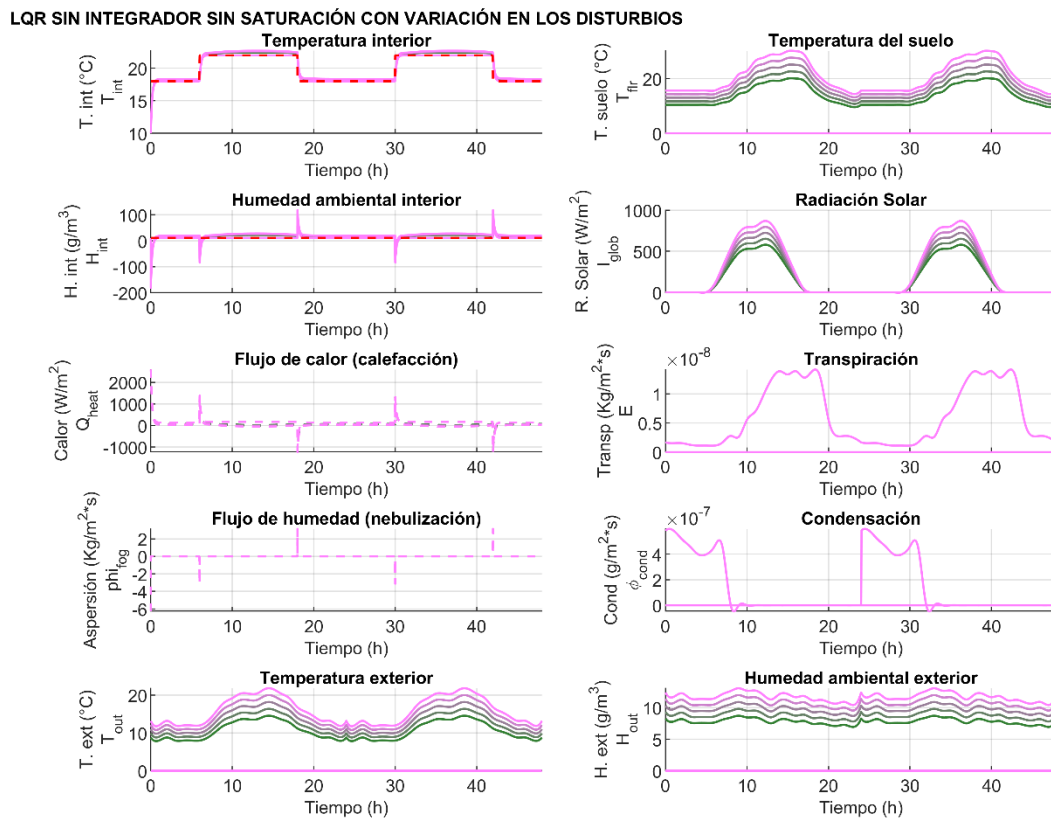 LQR SIN INTEGRADOR SIN SATURACIÓN CON VARIACIÓN EN LOS DISTURBIOS
Temperatura interior
T. int (°C)
T_int
20
15
10
0 10 20 30 40
Tiempo (h)
Temperatura del suelo
T. suelo (°C)
T_flr
20
0
0 10 20 30 40
Tiempo (h)
Humedad ambiental interior
H. int (g/m³)
H_int
100
0
-100
-200
0 10 20 30 40
Tiempo (h)
Radiación Solar
R. Solar (W/m²)
I_glob
1000
500
0
0 10 20 30 40
Tiempo (h)
Flujo de calor (calefacción)
Calor (W/m²)
Q_heat
2000
1000
0
-1000
0 10 20 30 40
Tiempo (h)
Transpiración
×10⁻⁸
Transp (Kg/m²*s)
E
1
0.5
0
0 10 20 30 40
Tiempo (h)
Flujo de humedad (nebulización)
Aspersión (Kg/m²*s)
phi_fog
2
0
-2
-4
-6
0 10 20 30 40
Tiempo (h)
Condensación
×10⁻⁷
Cond (g/m²*s)
ϕ_cond
4
2
0
0 10 20 30 40
Tiempo (h)
Temperatura exterior
T. ext (°C)
T_out
20
10
0
0 10 20 30 40
Tiempo (h)
Humedad ambiental exterior
H. ext (g/m³)
H_out
10
5
0
0 10 20 30 40
Tiempo (h)